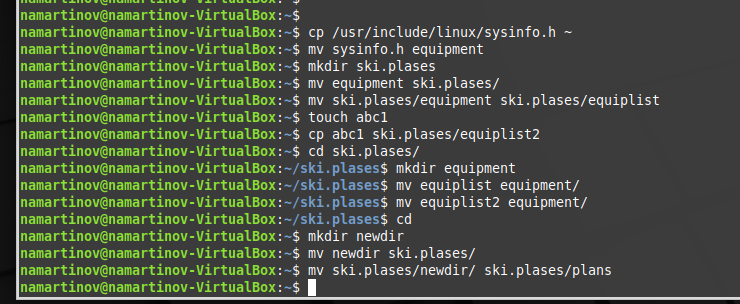 namartinov@namartinov-VirtualBox:~$
namartinov@namartinov-VirtualBox:~$
namartinov@namartinov-VirtualBox:~$ cp /usr/include/linux/sysinfo.h ~
namartinov@namartinov-VirtualBox:~$ mv sysinfo.h equipment
namartinov@namartinov-VirtualBox:~$ mkdir ski.plases
namartinov@namartinov-VirtualBox:~$ mv equipment ski.plases/
namartinov@namartinov-VirtualBox:~$ mv ski.plases/equipment ski.plases/equiplist
namartinov@namartinov-VirtualBox:~$ touch abc1
namartinov@namartinov-VirtualBox:~$ cp abc1 ski.plases/equiplist2
namartinov@namartinov-VirtualBox:~$ cd ski.plases/
namartinov@namartinov-VirtualBox:~/ski.plases$ mkdir equipment
namartinov@namartinov-VirtualBox:~/ski.plases$ mv equiplist equipment/
namartinov@namartinov-VirtualBox:~/ski.plases$ mv equiplist2 equipment/
namartinov@namartinov-VirtualBox:~/ski.plases$ cd
namartinov@namartinov-VirtualBox:~$ mkdir newdir
namartinov@namartinov-VirtualBox:~$ mv newdir ski.plases/
namartinov@namartinov-VirtualBox:~$ mv ski.plases/newdir/ ski.plases/plans
namartinov@namartinov-VirtualBox:~$